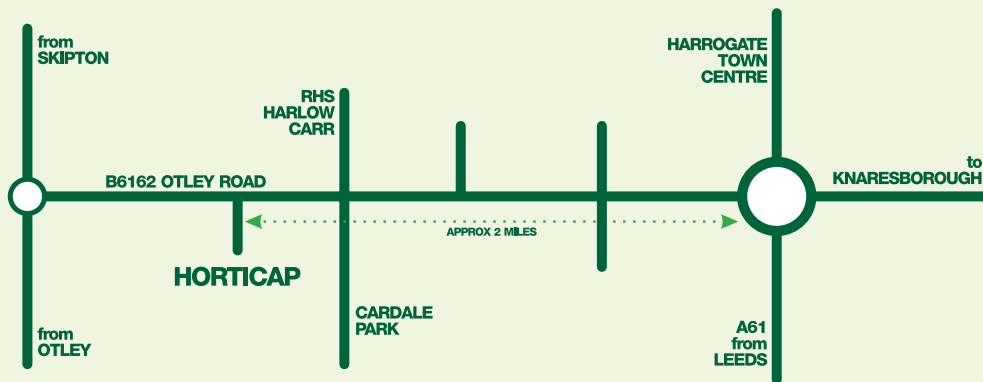 from
SKIPTON
HARROGATE
TOWN
CENTRE
RHS
HARLOW
CARR
to
KNARESBOROUGH
B6162 OTLEY ROAD
APPROX 2 MILES
HORTICAP
CARDALE
PARK
from
OTLEY
A61
from
LEEDS